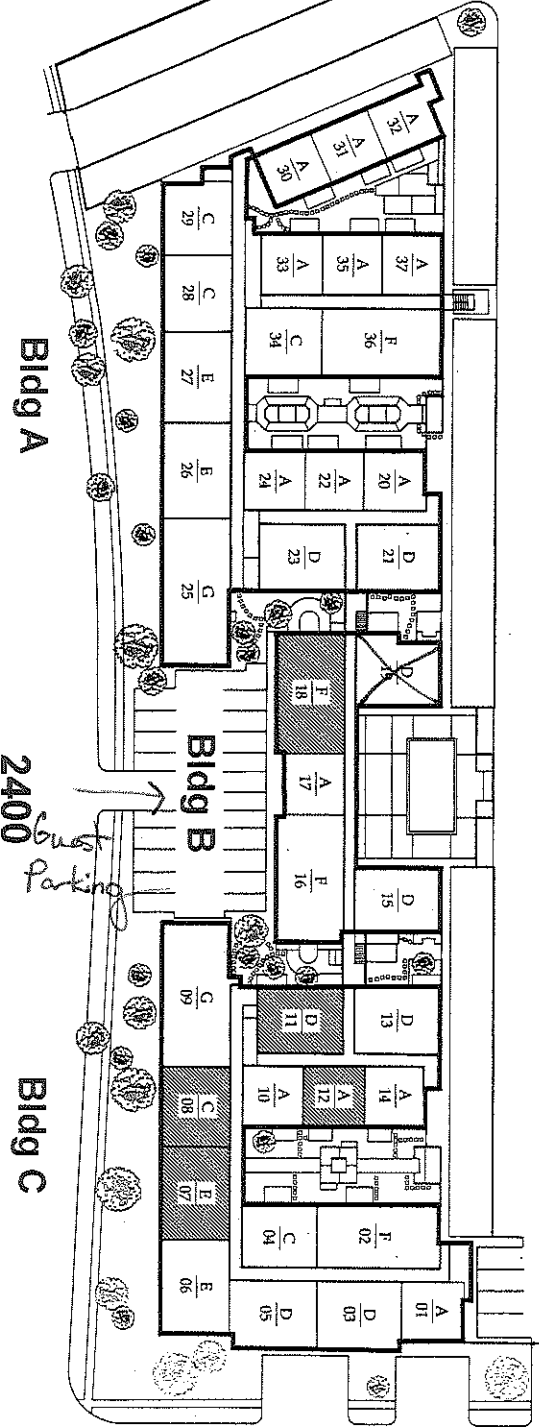 A
32
A
31
A
30
A
37
A
35
A
33
F
36
C
34
C
29
C
28
E
27
E
26
G
25
A
20
A
22
A
24
D
21
D
23
D
F
18
A
17
F
16
D
15
D
13
D
11
A
14
A
12
A
10
G
09
C
08
E
07
E
06
F
02
C
04
A
01
D
03
D
05
Bldg A
Bldg B
2400
Guest
Parking
Bldg C